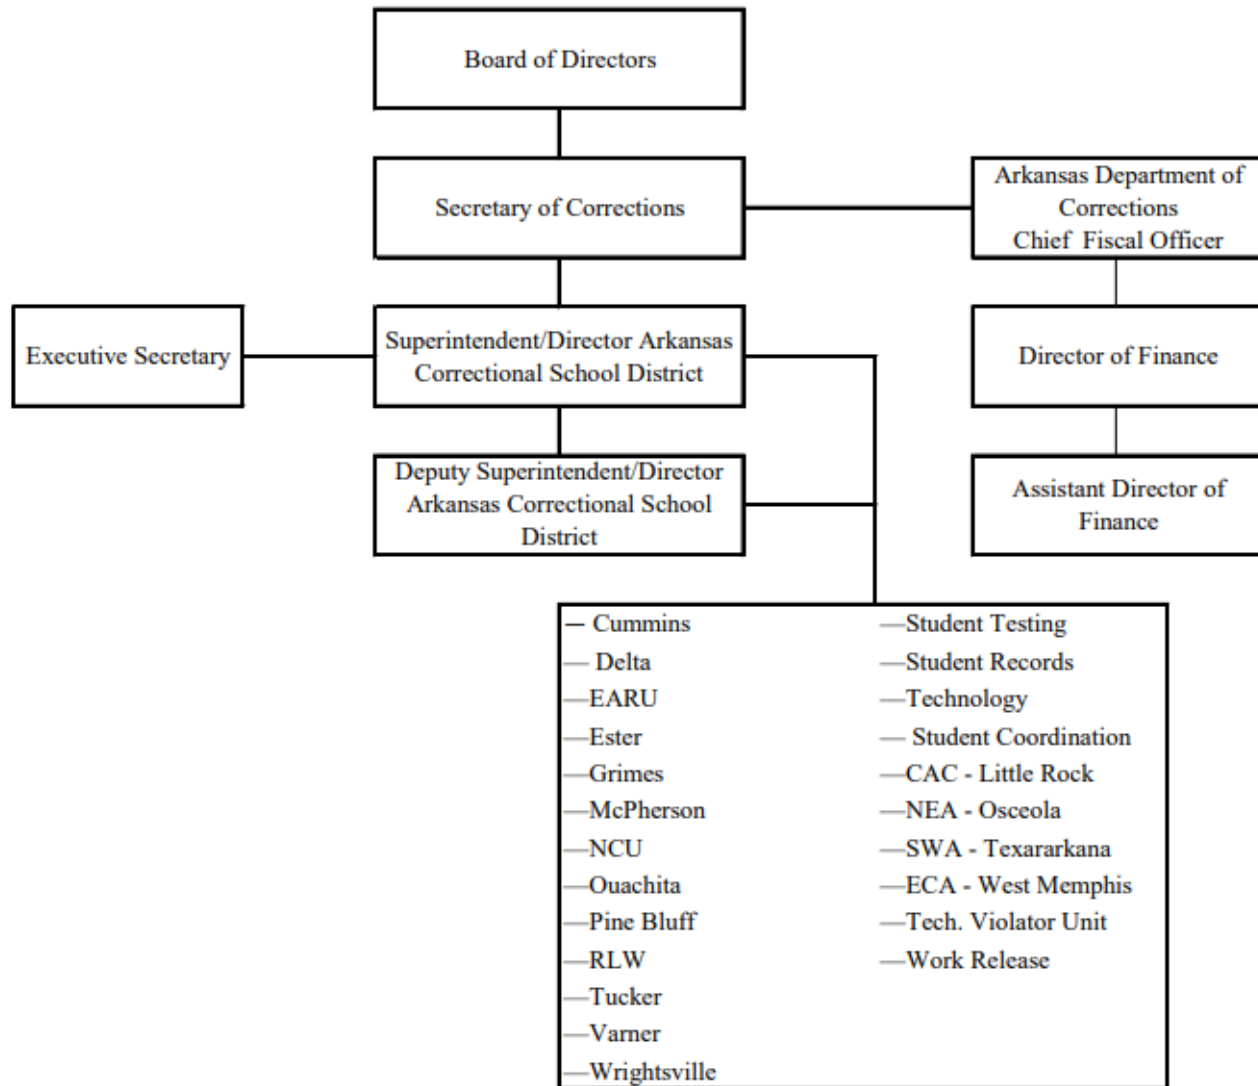 Board of Directors
Secretary of Corrections
Arkansas Department of
Corrections
Chief Fiscal Officer
Executive Secretary
Superintendent/Director Arkansas
Correctional School District
Director of Finance
Deputy Superintendent/Director
Arkansas Correctional School
District
Assistant Director of
Finance
— Cummins
— Delta
—EARU
—Ester
—Grimes
—McPherson
—NCU
—Ouachita
—Pine Bluff
—RLW
—Tucker
—Varner
—Wrightsville
—Student Testing
—Student Records
—Technology
— Student Coordination
—CAC - Little Rock
—NEA - Osceola
—SWA - Texararkana
—ECA - West Memphis
—Tech. Violator Unit
—Work Release